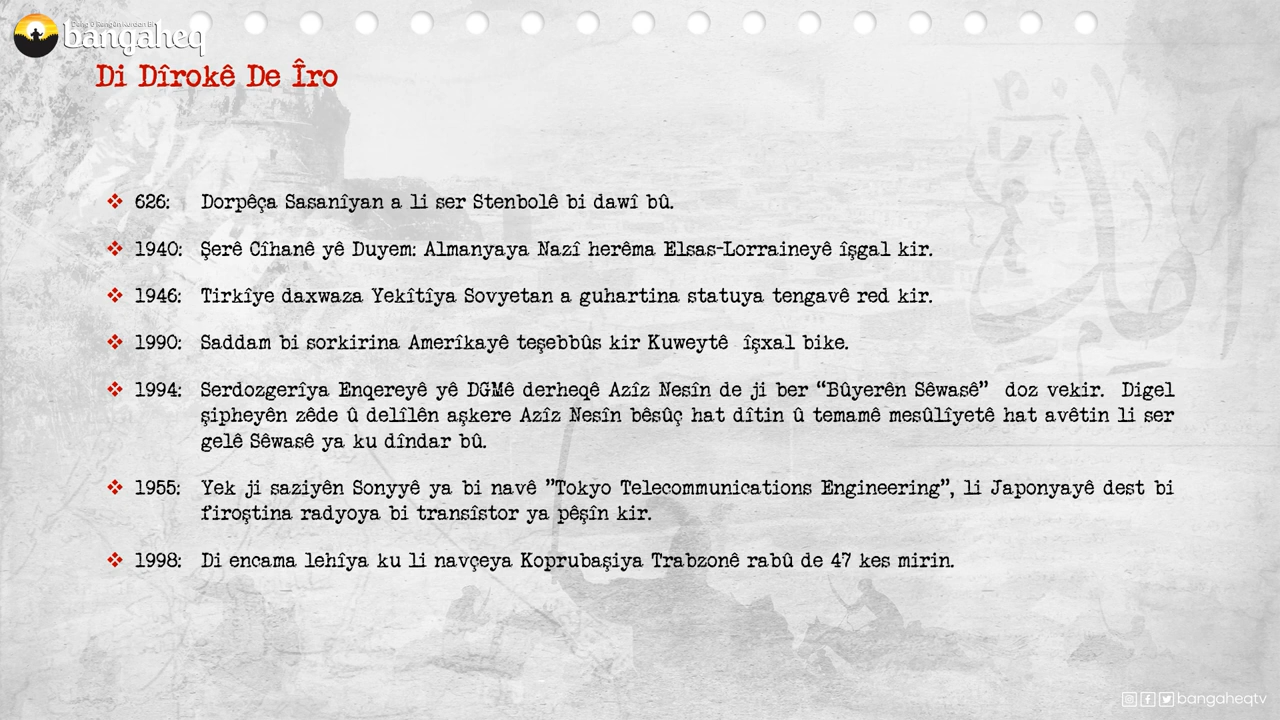 Deng û Rengên Kurdan Bi
bangaheq
Di Dîrokê De Îro
❖ 626: Dorpêça Sasanîyan a li ser Stenbolê bi dawî bû.
❖ 1940: Şerê Cîhanê yê Duyem: Almanyaya Nazî herêma Elsas-Lorraineyê îşgal kir.
❖ 1946: Tirkîye daxwaza Yekîtîya Sovyetan a guhartina statuya tengavê red kir.
❖ 1990: Saddam bi sorkirina Amerîkayê teşebbûs kir Kuweytê îşxal bike.
❖ 1994: Serdozgerîya Enqereyê yê DGMê derheqê Azîz Nesîn de ji ber “Bûyerên Sêwasê” doz vekir. Digel
şipheyên zêde û delîlên aşkere Azîz Nesîn bêsûç hat dîtin û temamê mesûlîyetê hat avêtin li ser
gelê Sêwasê ya ku dîndar bû.
❖ 1955: Yek ji saziyên Sonyyê ya bi navê ”Tokyo Telecommunications Engineering”, li Japonyayê dest bi
firoştina radyoya bi transîstor ya pêşîn kir.
❖ 1998: Di encama lehîya ku li navçeya Koprubaşiya Trabzonê rabû de 47 kes mirin.
bangaheqtv